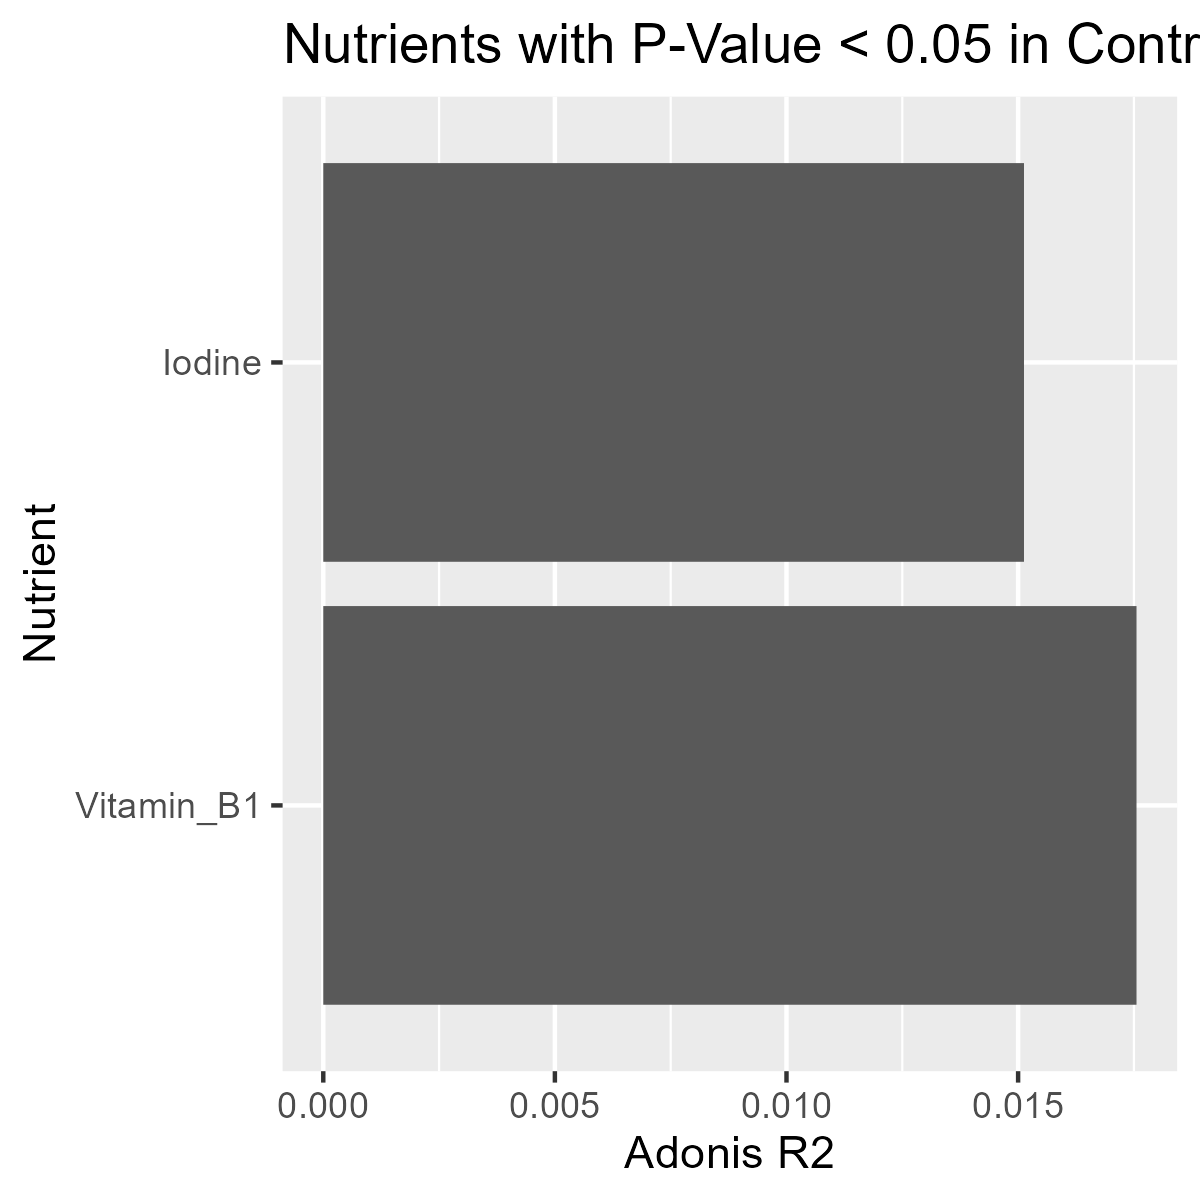 Nutrients with P-Value < 0.05 in Contr
Nutrient
Iodine
Vitamin_B1
0.000 0.005 0.010 0.015
Adonis R2